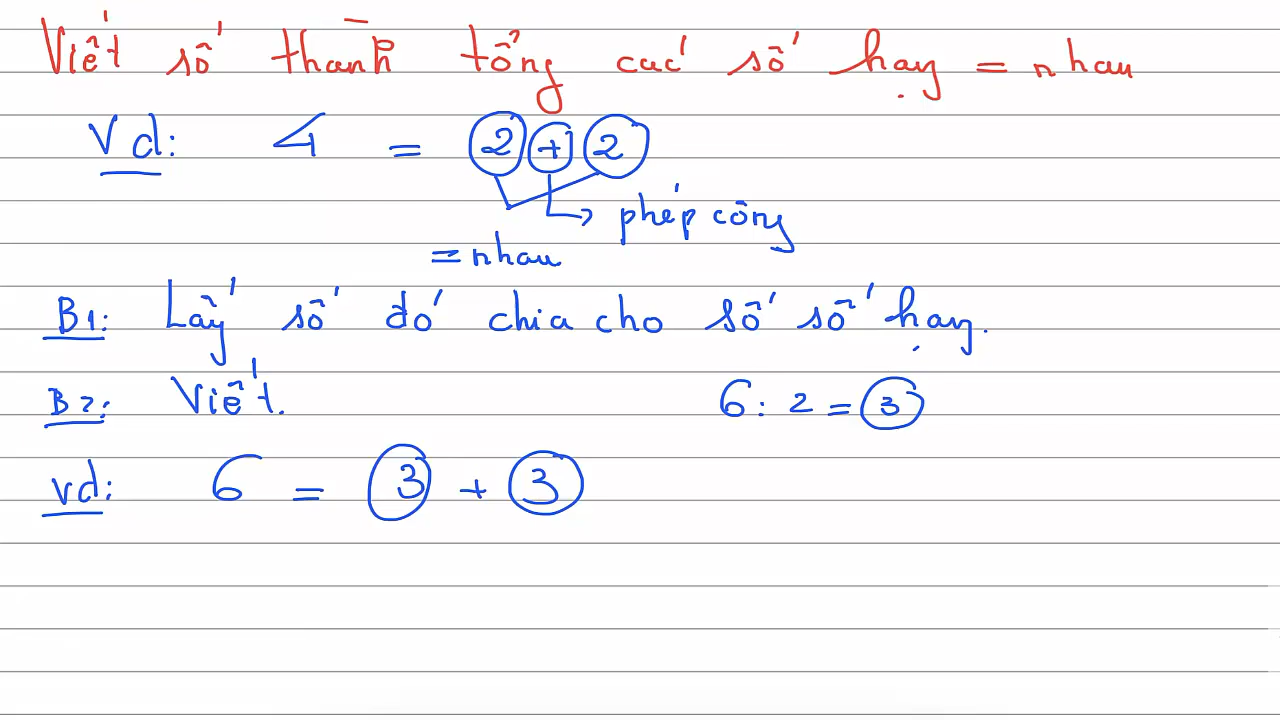 Viết số thành tổng các số hạng = nhau
Vd: 4 = 2 + 2
→ phép cộng
= nhau
B1: Lấy số đó chia cho số số hạng.
B2: Viết. 6 : 2 = 3
vd: 6 = 3 + 3